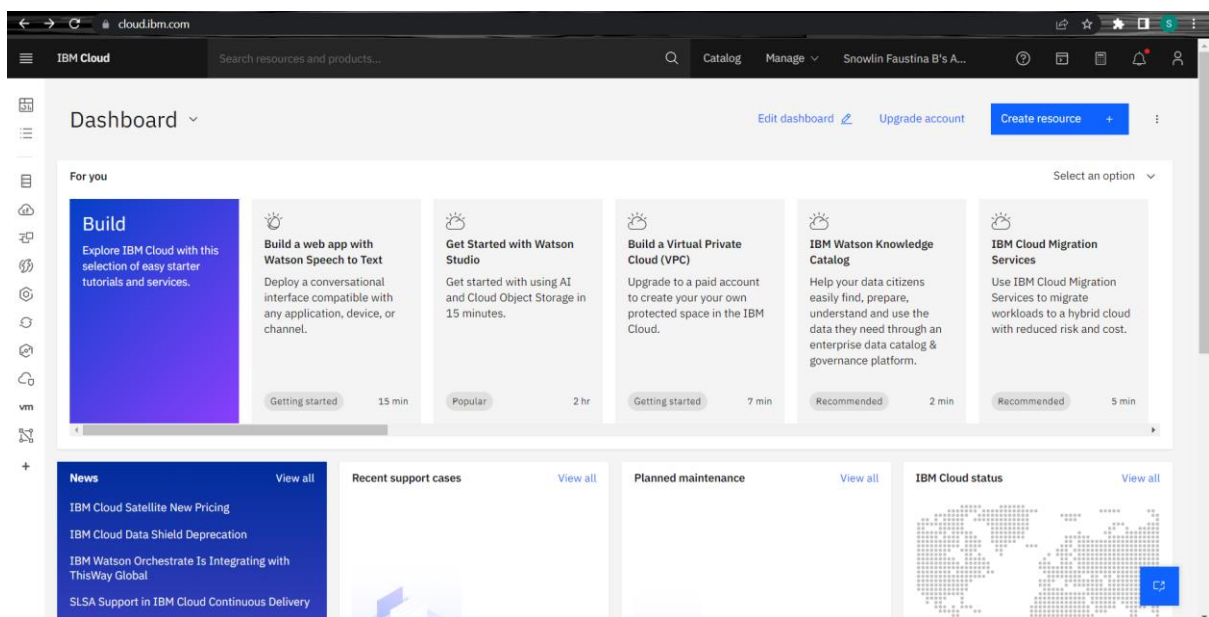 cloud.ibm.com
S
IBM Cloud
Search resources and products...
Catalog
Manage
Snowlin Faustina B's A...
Dashboard
Edit dashboard
Upgrade account
Create resource +
For you
Select an option
Build
Explore IBM Cloud with this
selection of easy starter
tutorials and services.
Build a web app with
Watson Speech to Text
Deploy a conversational
interface compatible with
any application, device, or
channel.
Getting started 15 min
Get Started with Watson
Studio
Get started with using AI
and Cloud Object Storage in
15 minutes.
Popular 2 hr
Build a Virtual Private
Cloud (VPC)
Upgrade to a paid account
to create your your own
protected space in the IBM
Cloud.
Getting started 7 min
IBM Watson Knowledge
Catalog
Help your data citizens
easily find, prepare,
understand and use the
data they need through an
enterprise data catalog &
governance platform.
Recommended 2 min
IBM Cloud Migration
Services
Use IBM Cloud Migration
Services to migrate
workloads to a hybrid cloud
with reduced risk and cost.
Recommended 5 min
vm
+
News View all
IBM Cloud Satellite New Pricing
IBM Cloud Data Shield Deprecation
IBM Watson Orchestrate Is Integrating with
ThisWay Global
SLSA Support in IBM Cloud Continuous Delivery
Recent support cases View all
Planned maintenance View all
IBM Cloud status View all